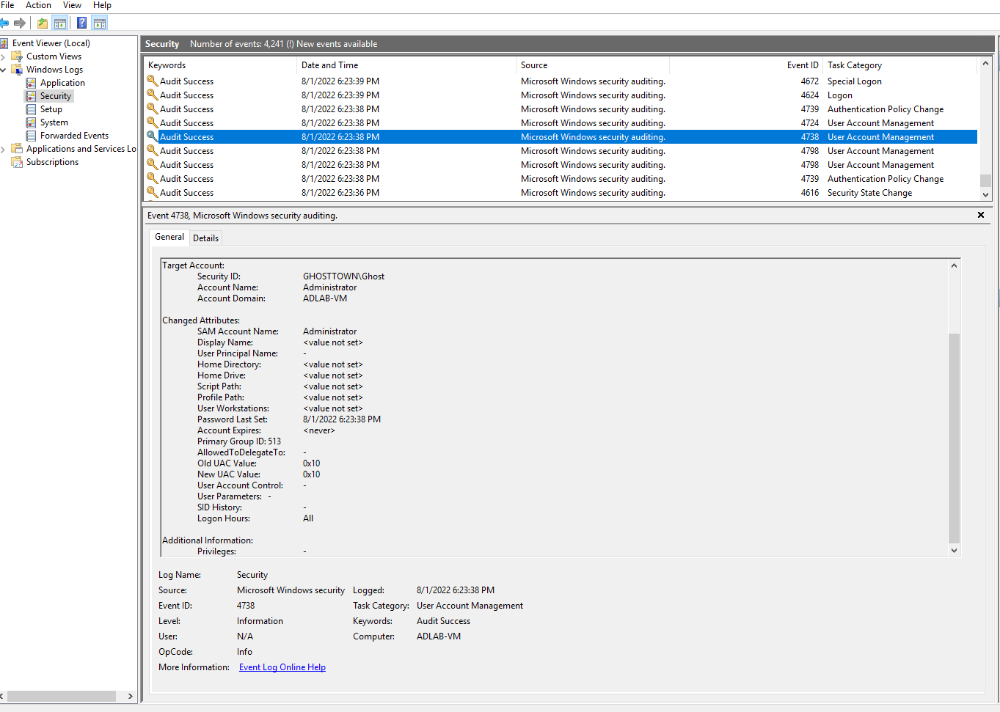 File Action View Help
Event Viewer (Local)
Custom Views
Windows Logs
Application
Security
Setup
System
Forwarded Events
Applications and Services Lo
Subscriptions
Security Number of events: 4,241 (!) New events available
Keywords Date and Time Source Event ID Task Category
Audit Success 8/1/2022 6:23:39 PM Microsoft Windows security auditing. 4672 Special Logon
Audit Success 8/1/2022 6:23:39 PM Microsoft Windows security auditing. 4624 Logon
Audit Success 8/1/2022 6:23:38 PM Microsoft Windows security auditing. 4739 Authentication Policy Change
Audit Success 8/1/2022 6:23:38 PM Microsoft Windows security auditing. 4724 User Account Management
Audit Success 8/1/2022 6:23:38 PM Microsoft Windows security auditing. 4738 User Account Management
Audit Success 8/1/2022 6:23:38 PM Microsoft Windows security auditing. 4798 User Account Management
Audit Success 8/1/2022 6:23:38 PM Microsoft Windows security auditing. 4798 User Account Management
Audit Success 8/1/2022 6:23:38 PM Microsoft Windows security auditing. 4739 Authentication Policy Change
Audit Success 8/1/2022 6:23:36 PM Microsoft Windows security auditing. 4616 Security State Change
Event 4738, Microsoft Windows security auditing.
General Details
Target Account:
Security ID: GHOSTTOWN\Ghost
Account Name: Administrator
Account Domain: ADLAB-VM
Changed Attributes:
SAM Account Name: Administrator
Display Name: <value not set>
User Principal Name: -
Home Directory: <value not set>
Home Drive: <value not set>
Script Path: <value not set>
Profile Path: <value not set>
User Workstations: <value not set>
Password Last Set: 8/1/2022 6:23:38 PM
Account Expires: <never>
Primary Group ID: 513
AllowedToDelegateTo: -
Old UAC Value: 0x10
New UAC Value: 0x10
User Account Control: -
User Parameters: -
SID History: -
Logon Hours: All
Additional Information:
Privileges: -
Log Name: Security
Source: Microsoft Windows security Logged: 8/1/2022 6:23:38 PM
Event ID: 4738 Task Category: User Account Management
Level: Information Keywords: Audit Success
User: N/A Computer: ADLAB-VM
OpCode: Info
More Information: Event Log Online Help